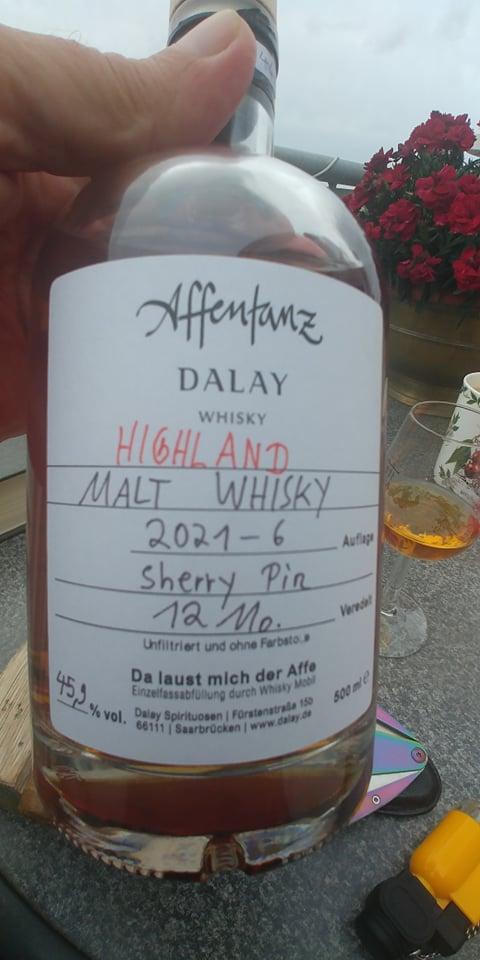 Affentanz
DALAY
WHISKY
HIGHLAND
MALT WHISKY
2021-6 Auflage
Sherry Pin
12 Mo. Veredelt
Unfiltriert und ohne Farbstoffe
Da laust mich der Affe
Einzelfassabfüllung durch Whisky Mobil
45,9 % vol. 500 ml e
Dalay Spirituosen | Fürstenstraße 15b
66111 | Saarbrücken | www.dalay.de